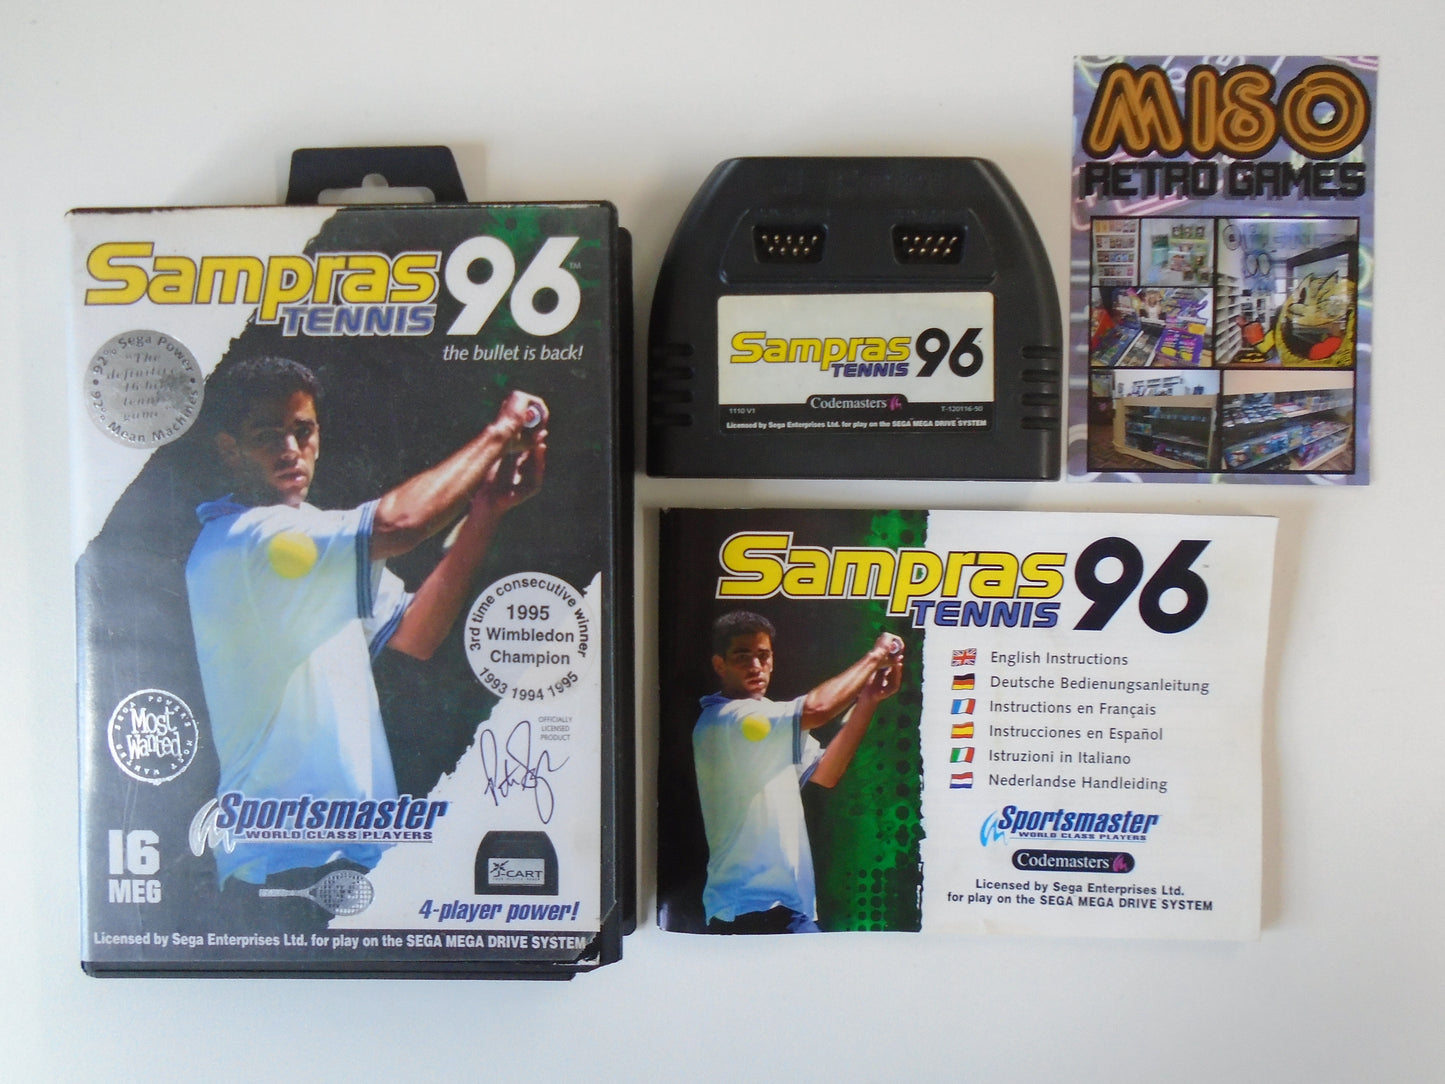 Sampras
TENNIS
96
TM
the bullet is back!
92% Sega Power
"The
definitive
16-bit
tennis
game"
92% Mean Machines
3rd time consecutive winner
1995
Wimbledon
Champion
1993 1994 1995
SEGA POWER'S
Most
Wanted
MOST WANTED
OFFICIALLY
LICENSED
PRODUCT
Sportsmaster
WORLD CLASS PLAYERS
16
MEG
J-CART
4-player power!
Licensed by Sega Enterprises Ltd. for play on the SEGA MEGA DRIVE SYSTEM
Sampras
TENNIS
96
Codemasters
1110 V1
T-120116-50
Licensed by Sega Enterprises Ltd. for play on the SEGA MEGA DRIVE SYSTEM
MISO
RETRO GAMES
Sampras
TENNIS
96
English Instructions
Deutsche Bedienungsanleitung
Instructions en Français
Instrucciones en Español
Istruzioni in Italiano
Nederlandse Handleiding
Sportsmaster
WORLD CLASS PLAYERS
Codemasters
Licensed by Sega Enterprises Ltd.
for play on the SEGA MEGA DRIVE SYSTEM